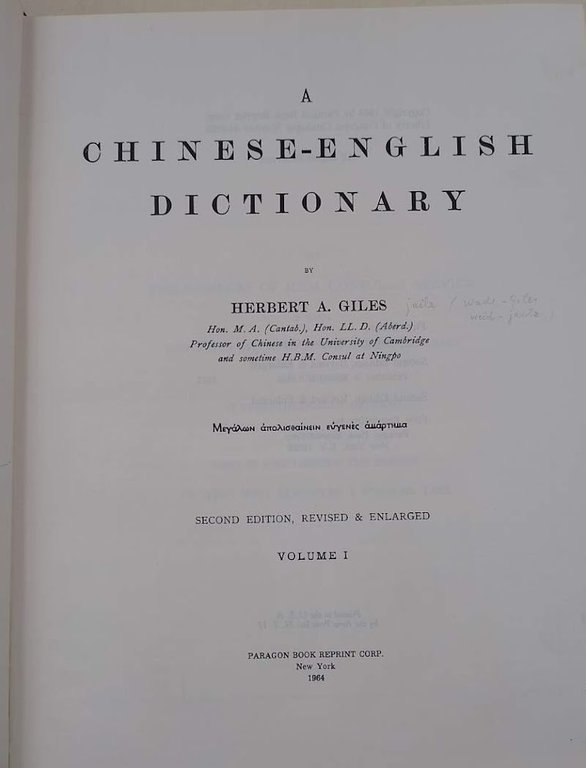 A
CHINESE-ENGLISH
DICTIONARY
BY
HERBERT A. GILES
(Wade-Giles
Hon. M. A. (Cantab.), Hon. LL. D. (Aberd.)
Professor of Chinese in the University of Cambridge
and sometime H.B.M. Consul at Ningpo
Μεγάλων ἀπολισθαίνειν εὐγενὲς ἁμάρτημα
SECOND EDITION, REVISED & ENLARGED
VOLUME I
PARAGON BOOK REPRINT CORP.
New York
1964